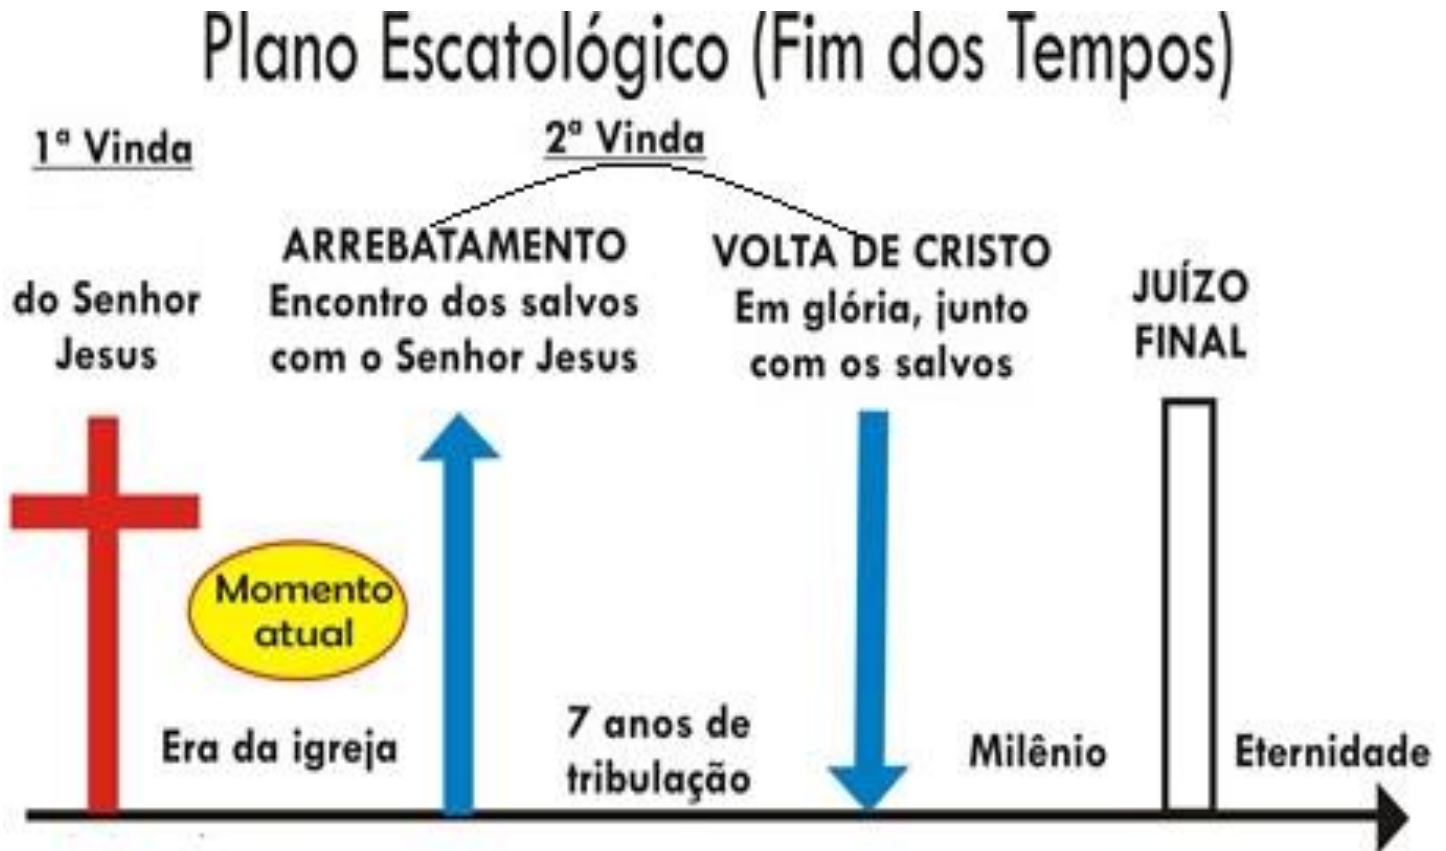 Plano Escatológico (Fim dos Tempos)
1ª Vinda
2ª Vinda
do Senhor
Jesus
ARREBATAMENTO
Encontro dos salvos
com o Senhor Jesus
VOLTA DE CRISTO
Em glória, junto
com os salvos
JUÍZO
FINAL
Momento
atual
Era da igreja
7 anos de
tribulação
Milênio
Eternidade